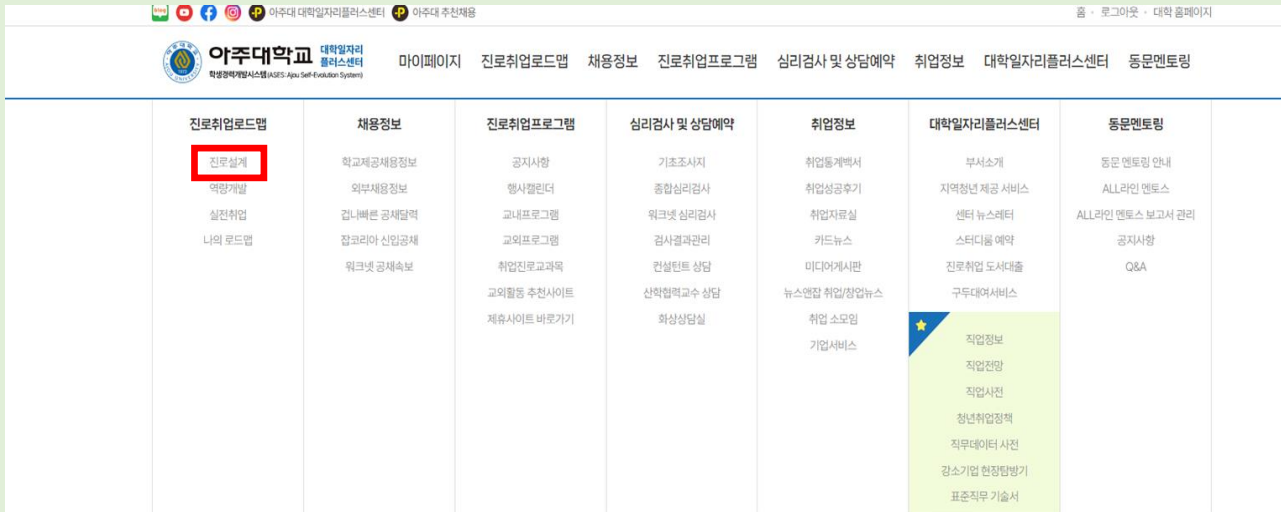 Blog 아주대 대학일자리플러스센터 아주대 추천채용 홈 · 로그아웃 · 대학 홈페이지
아주대학교 대학일자리 플러스센터
학생경력개발시스템(ASES: Ajou Self-Evolution System)
마이페이지 진로취업로드맵 채용정보 진로취업프로그램 심리검사 및 상담예약 취업정보 대학일자리플러스센터 동문멘토링
진로취업로드맵
진로설계
역량개발
실전취업
나의 로드맵
채용정보
학교제공채용정보
외부채용정보
겁나빠른 공채달력
잡코리아 신입공채
워크넷 공채속보
진로취업프로그램
공지사항
행사캘린더
교내프로그램
교외프로그램
취업진로교과목
교외활동 추천사이트
제휴사이트 바로가기
심리검사 및 상담예약
기초조사지
종합심리검사
워크넷 심리검사
검사결과관리
컨설턴트 상담
산학협력교수 상담
화상상담실
취업정보
취업통계백서
취업성공후기
취업자료실
카드뉴스
미디어게시판
뉴스앤잡 취업/창업뉴스
취업 소모임
기업서비스
대학일자리플러스센터
부서소개
지역청년 제공 서비스
센터 뉴스레터
스터디룸 예약
진로취업 도서대출
구두대여서비스
직업정보
직업전망
직업사전
청년취업정책
직무데이터 사전
강소기업 현장탐방기
표준직무 기술서
동문멘토링
동문 멘토링 안내
ALL라인 멘토스
ALL라인 멘토스 보고서 관리
공지사항
Q&A